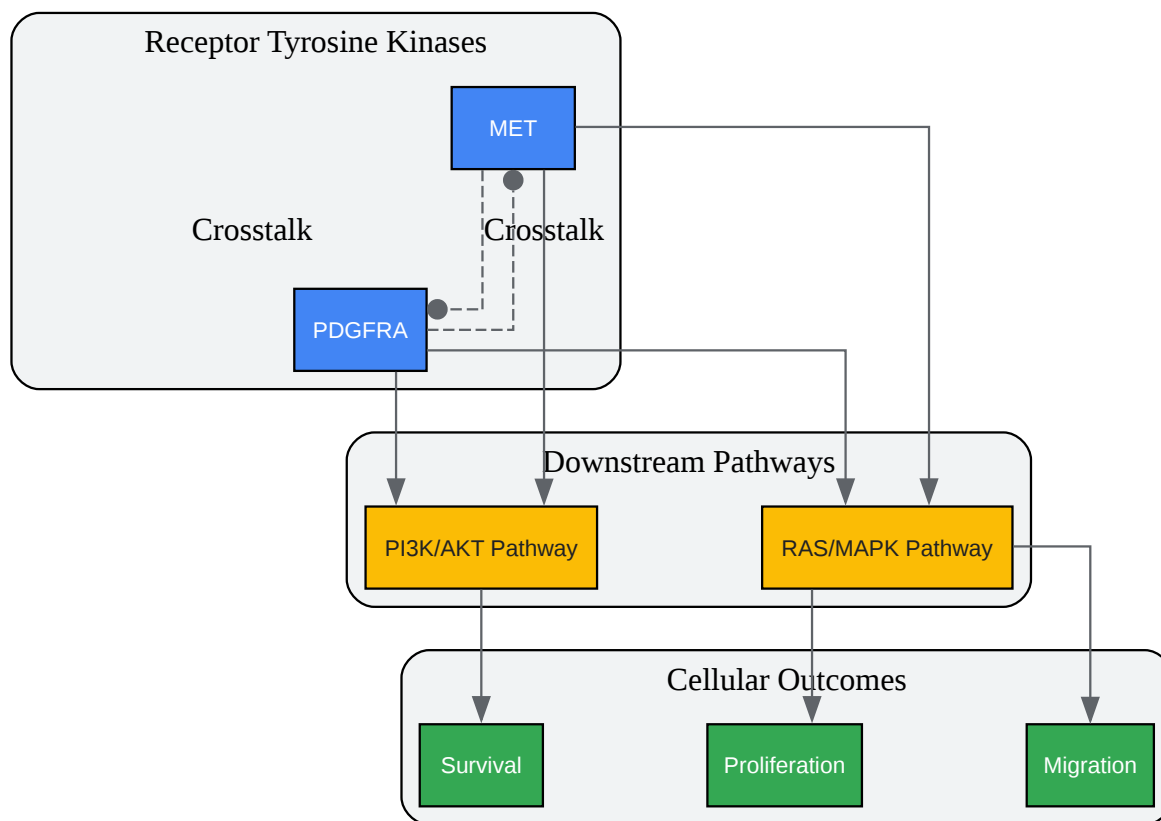 Receptor Tyrosine Kinases
MET
Crosstalk
Crosstalk
PDGFRA
Downstream Pathways
PI3K/AKT Pathway
RAS/MAPK Pathway
Cellular Outcomes
Survival
Proliferation
Migration